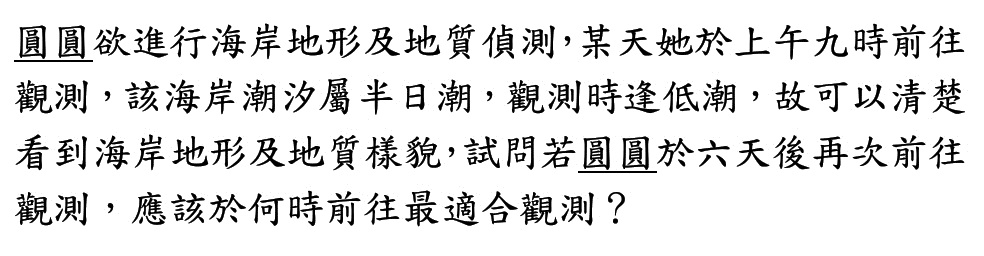 圓圓欲進行海岸地形及地質偵測，某天她於上午九時前往
觀測，該海岸潮汐屬半日潮，觀測時逢低潮，故可以清楚
看到海岸地形及地質樣貌，試問若圓圓於六天後再次前往
觀測，應該於何時前往最適合觀測？